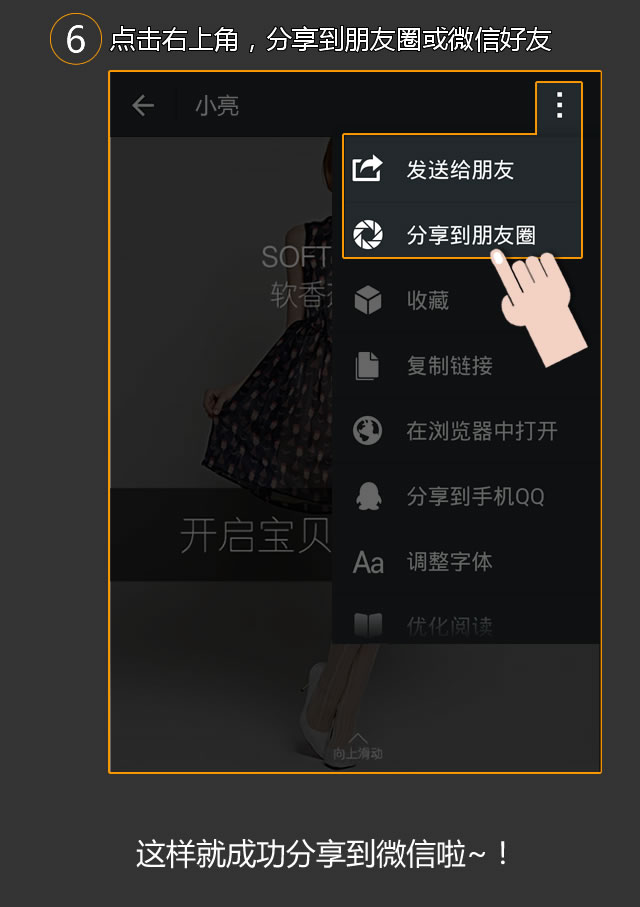 6 点击右上角，分享到朋友圈或微信好友
小亮
发送给朋友
分享到朋友圈
SOFT
软香
收藏
复制链接
在浏览器中打开
分享到手机QQ
开启宝贝
Aa 调整字体
优化阅读
向上滑动
这样就成功分享到微信啦~！